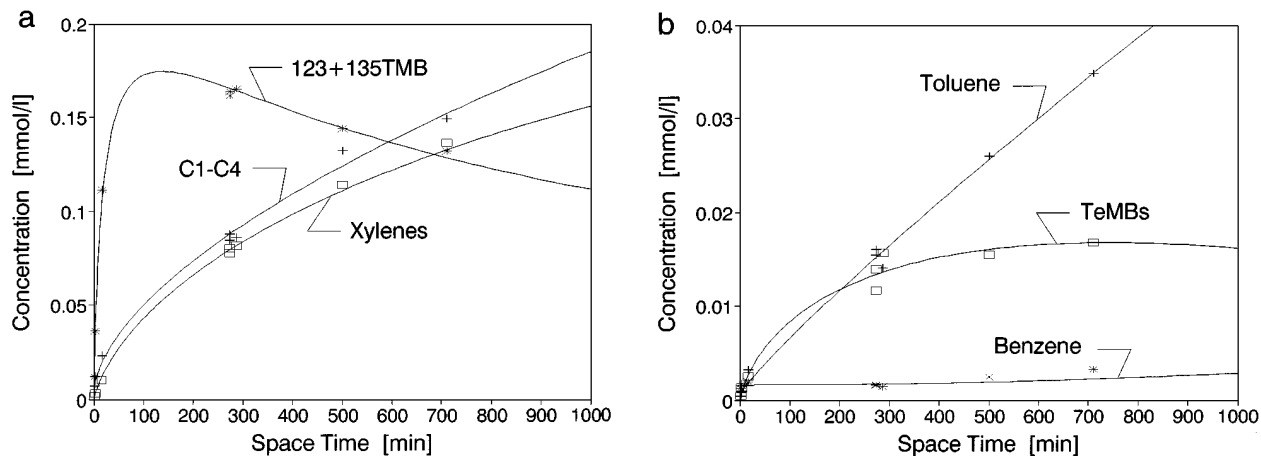 a
Concentration [mmol/l]
0.2
0.15
0.1
0.05
0
123+135TMB
C1-C4
Xylenes
0 100 200 300 400 500 600 700 800 900 1000
Space Time [min]
b
Concentration [mmol/l]
0.04
0.03
0.02
0.01
0
Toluene
TeMBs
Benzene
0 100 200 300 400 500 600 700 800 900 1000
Space Time [min]